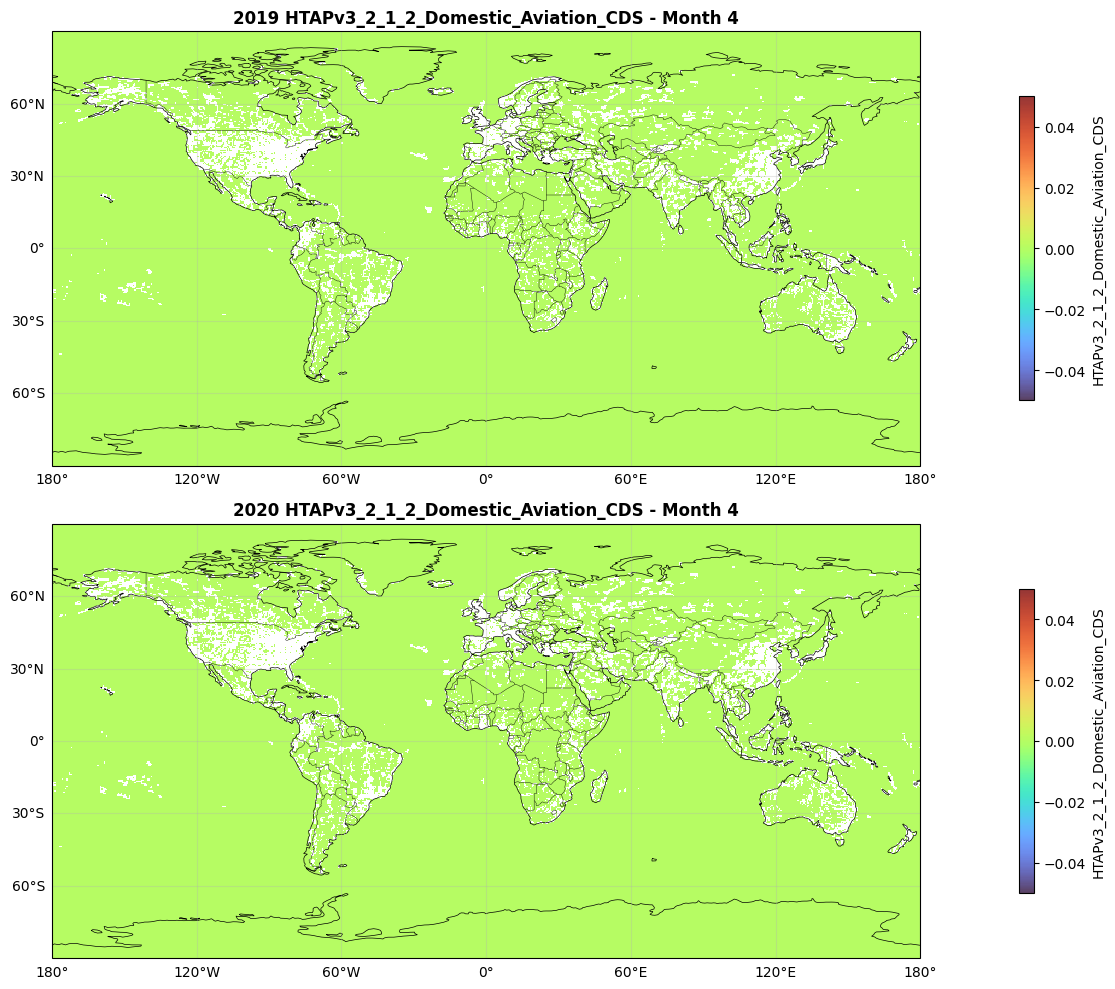 2019 HTAPv3_2_1_2_Domestic_Aviation_CDS - Month 4
60°N
30°N
0°
30°S
60°S
180°
120°W
60°W
0°
60°E
120°E
180°
0.04
0.02
0.00
−0.02
−0.04
HTAPv3_2_1_2_Domestic_Aviation_CDS
2020 HTAPv3_2_1_2_Domestic_Aviation_CDS - Month 4
60°N
30°N
0°
30°S
60°S
180°
120°W
60°W
0°
60°E
120°E
180°
0.04
0.02
0.00
−0.02
−0.04
HTAPv3_2_1_2_Domestic_Aviation_CDS